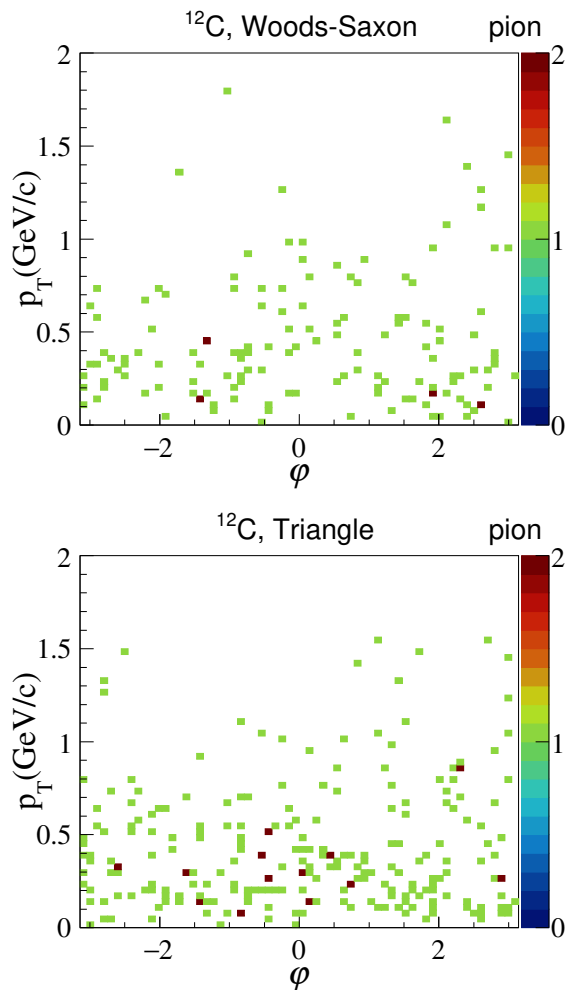 ¹²C, Woods-Saxon pion
2 2
1.5
p_T(GeV/c)
1 1
0.5
0 0
−2 0 2
φ
¹²C, Triangle pion
2 2
1.5
p_T(GeV/c)
1 1
0.5
0 0
−2 0 2
φ